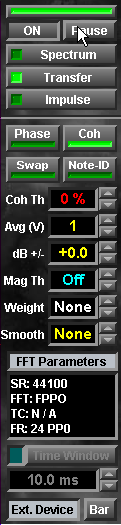 ON Pause
Spectrum
Transfer
Impulse
Phase Coh
Swap Note-ID
Coh Th 0 %
Avg (V) 1
dB +/- +0.0
Mag Th Off
Weight None
Smooth None
FFT Parameters
SR: 44100
FFT: FPPO
TC: N / A
FR: 24 PPO
Time Window
10.0 ms
Ext. Device Bar